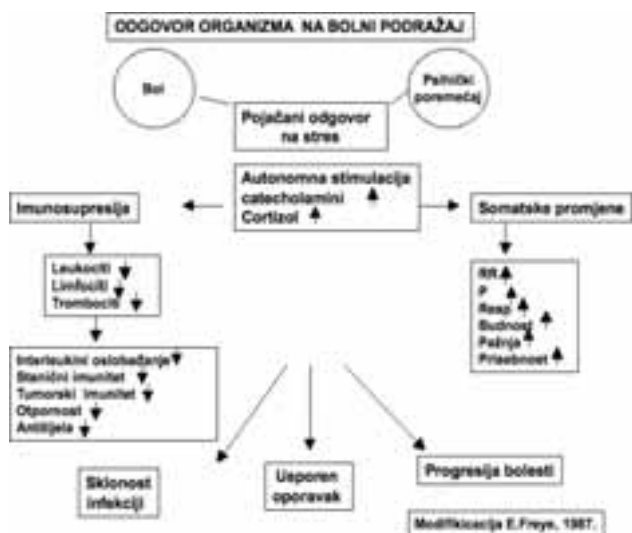 ODGOVOR ORGANIZMA NA BOLNI PODRAŽAJ
Bol
Psihički
poremećaj
Pojačani odgovor
na stres
Autonomna stimulacija
catecholamini
Cortizol
Imunosupresija
Somatske promjene
Leukociti
Limfociti
Trombociti
RR
P
Resp
Budnost
Pažnja
Prisebnost
Interleukini oslobađanje
Stanični imunitet
Tumorski imunitet
Otpornost
Antitijela
Sklonost
infekciji
Usporen
oporavak
Progresija bolesti
Modifikacija E.Freye, 1987.